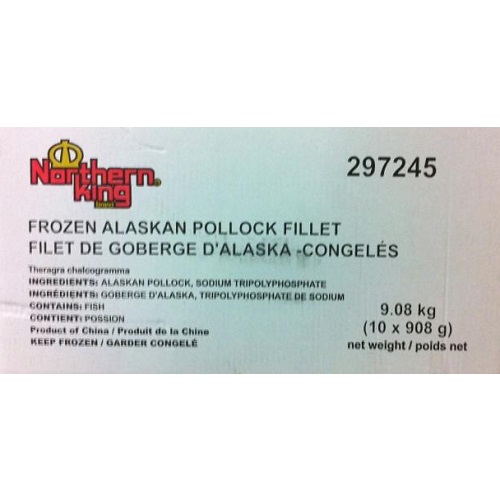 Northern
King
brand
297245
FROZEN ALASKAN POLLOCK FILLET
FILET DE GOBERGE D'ALASKA -CONGELÉS
Theragra chalcogramma
INGREDIENTS: ALASKAN POLLOCK, SODIUM TRIPOLYPHOSPHATE
INGRÉDIENTS: GOBERGE D'ALASKA, TRIPOLYPHOSPHATE DE SODIUM
CONTAINS: FISH
CONTIENT: POSSION
Product of China / Produit de la Chine
KEEP FROZEN / GARDER CONGELÉ
9.08 kg
(10 x 908 g)
net weight / poids net